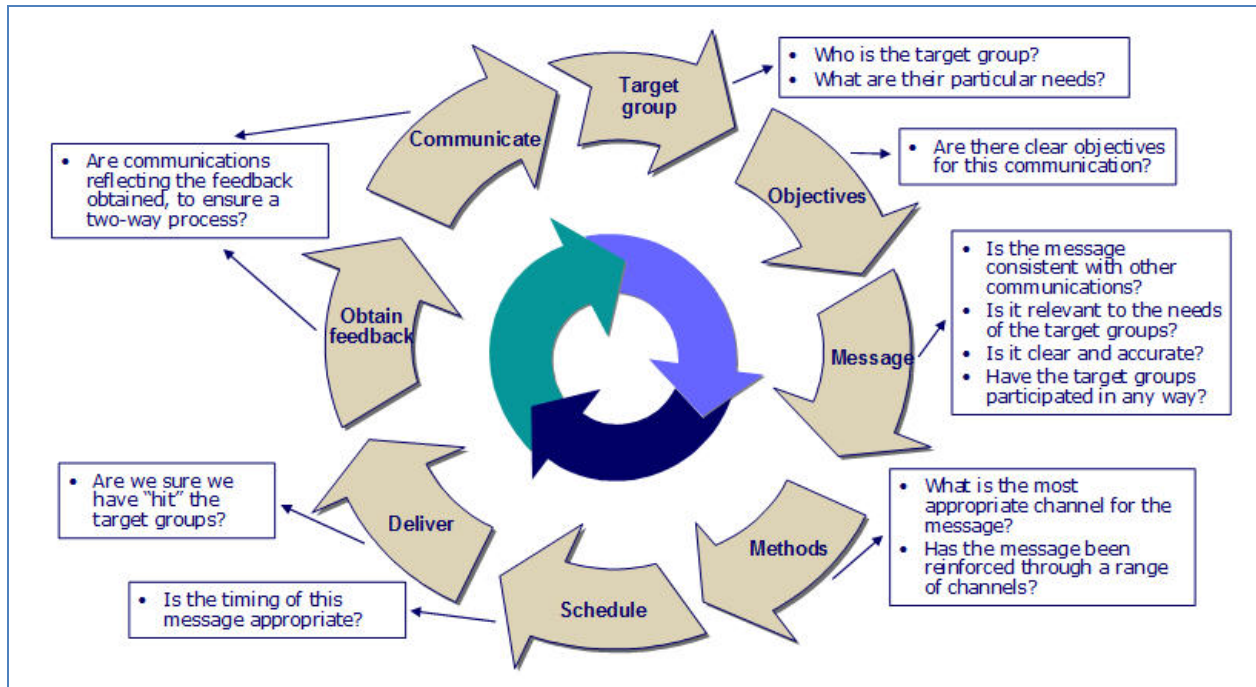 Target
group
• Who is the target group?
• What are their particular needs?
Objectives
• Are there clear objectives
for this communication?
Message
• Is the message
consistent with other
communications?
• Is it relevant to the needs
of the target groups?
• Is it clear and accurate?
• Have the target groups
participated in any way?
Methods
• What is the most
appropriate channel for the
message?
• Has the message been
reinforced through a range
of channels?
Schedule
• Is the timing of this
message appropriate?
Deliver
• Are we sure we
have “hit” the
target groups?
Obtain
feedback
• Are communications
reflecting the feedback
obtained, to ensure a
two-way process?
Communicate